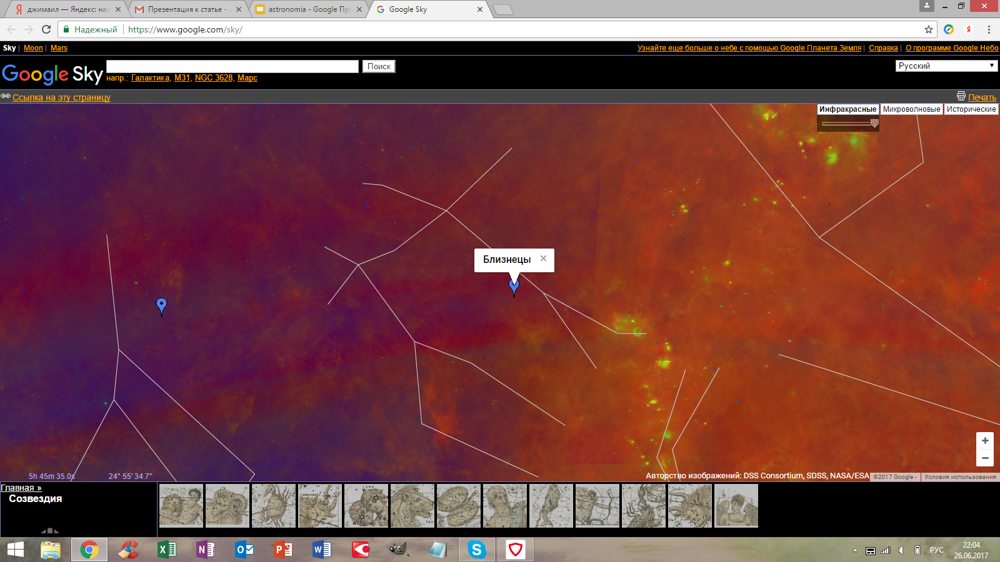 джимаил — Яндекс: наш
Презентация к статье -
astronomia - Google Пре
Google Sky
Надежный
https://www.google.com/sky/
Sky | Moon | Mars
Узнайте еще больше о небе с помощью Google Планета Земля | Справка | О программе Google Небо
Google Sky
Поиск
Русский
напр.: Галактика, M31, NGC 3628, Марс
Ссылка на эту страницу
Печать
Инфракрасные
Микроволновые
Исторические
Близнецы
+
−
5h 45m 35.0s
24° 55' 34.7"
Авторство изображений: DSS Consortium, SDSS, NASA/ESA
©2017 Google -
Условия использования
Главная »
Созвездия
РУС
22:04
26.06.2017